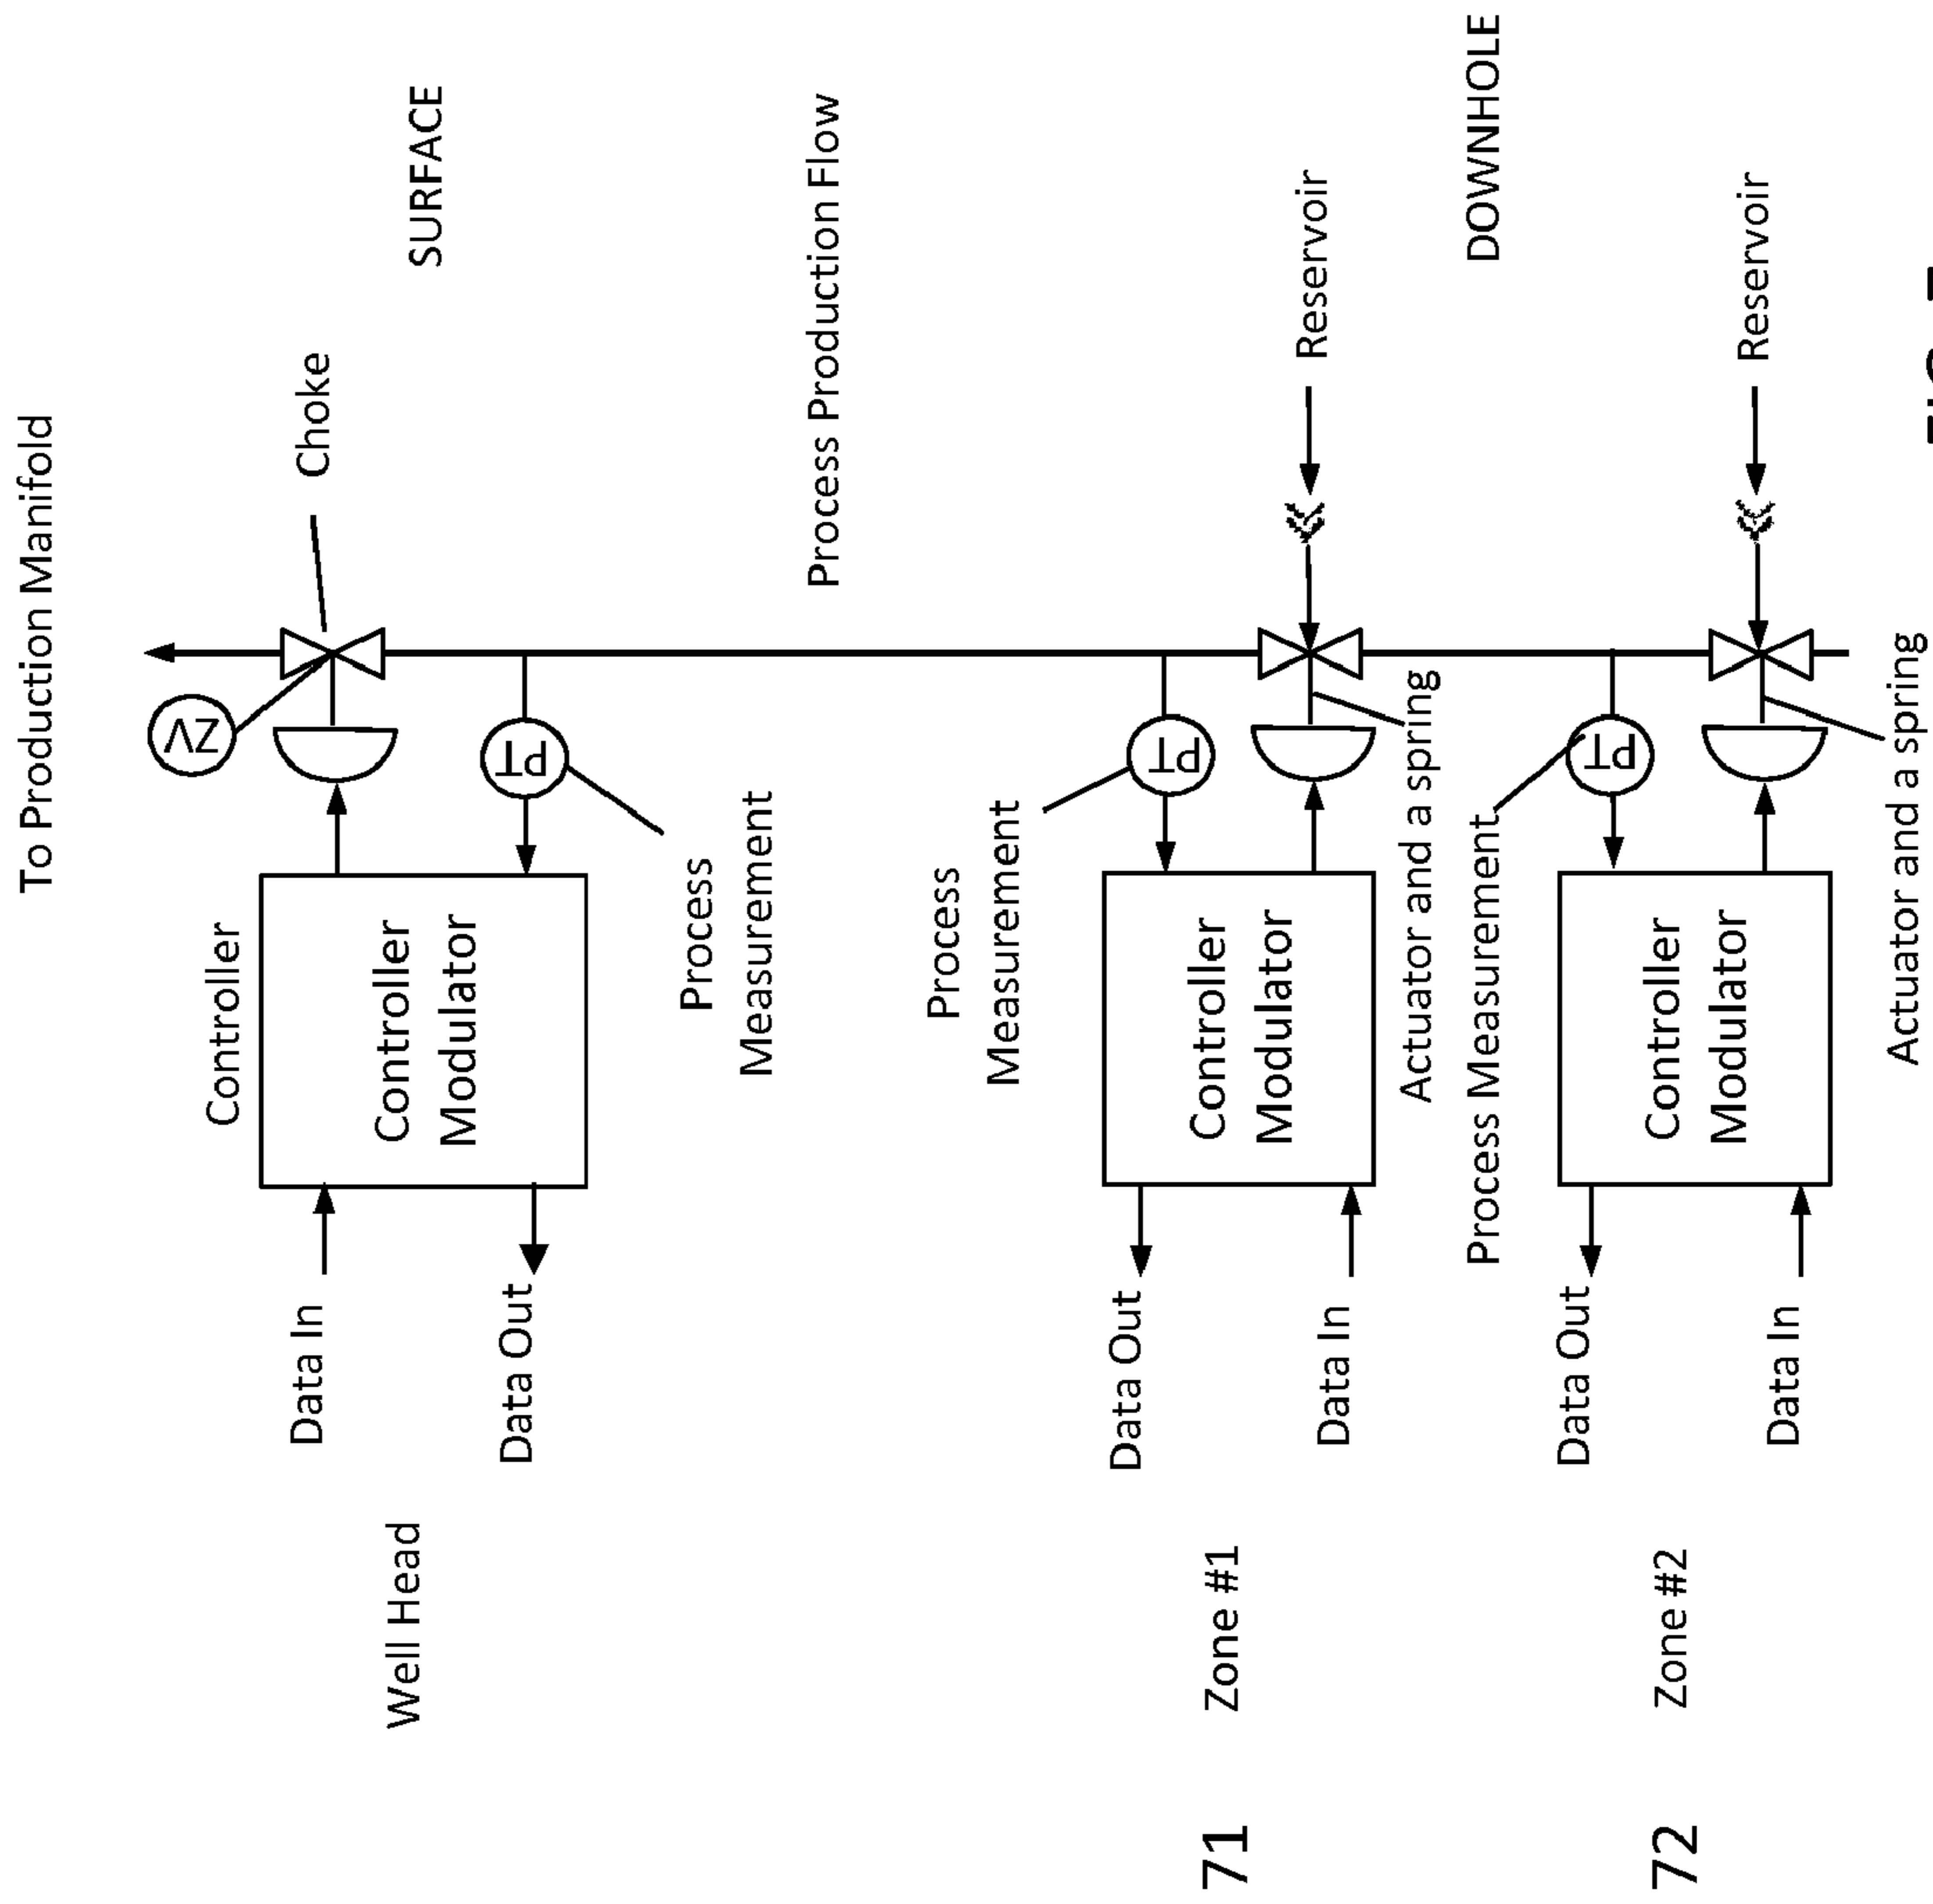 To Production Manifold
ZV
Controller
Data In
Choke
Well Head
Controller
Modulator
SURFACE
Data Out
PT
Process
Measurement
Process Production Flow
Process
Measurement
Data Out
PT
71
Zone #1
Controller
Modulator
Reservoir
Data In
Actuator and a spring
Process Measurement
DOWNHOLE
Data Out
PT
72
Zone #2
Controller
Modulator
Reservoir
Data In
Actuator and a spring